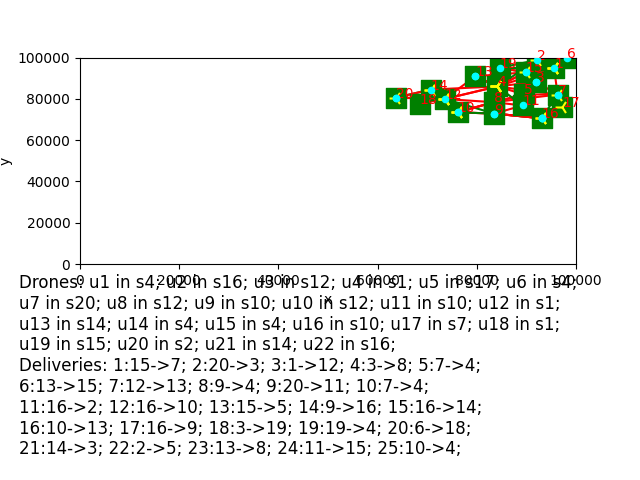 100000
2
6
80000
60000
y
40000
20000
0
0 20000 40000 60000 80000 100000
x
Drones: u1 in s4; u2 in s16; u3 in s12; u4 in s1; u5 in s17; u6 in s4;
u7 in s20; u8 in s12; u9 in s10; u10 in s12; u11 in s10; u12 in s1;
u13 in s14; u14 in s4; u15 in s4; u16 in s10; u17 in s7; u18 in s1;
u19 in s15; u20 in s2; u21 in s14; u22 in s16;
Deliveries: 1:15->7; 2:20->3; 3:1->12; 4:3->8; 5:7->4;
6:13->15; 7:12->13; 8:9->4; 9:20->11; 10:7->4;
11:16->2; 12:16->10; 13:15->5; 14:9->16; 15:16->14;
16:10->13; 17:16->9; 18:3->19; 19:19->4; 20:6->18;
21:14->3; 22:2->5; 23:13->8; 24:11->15; 25:10->4;